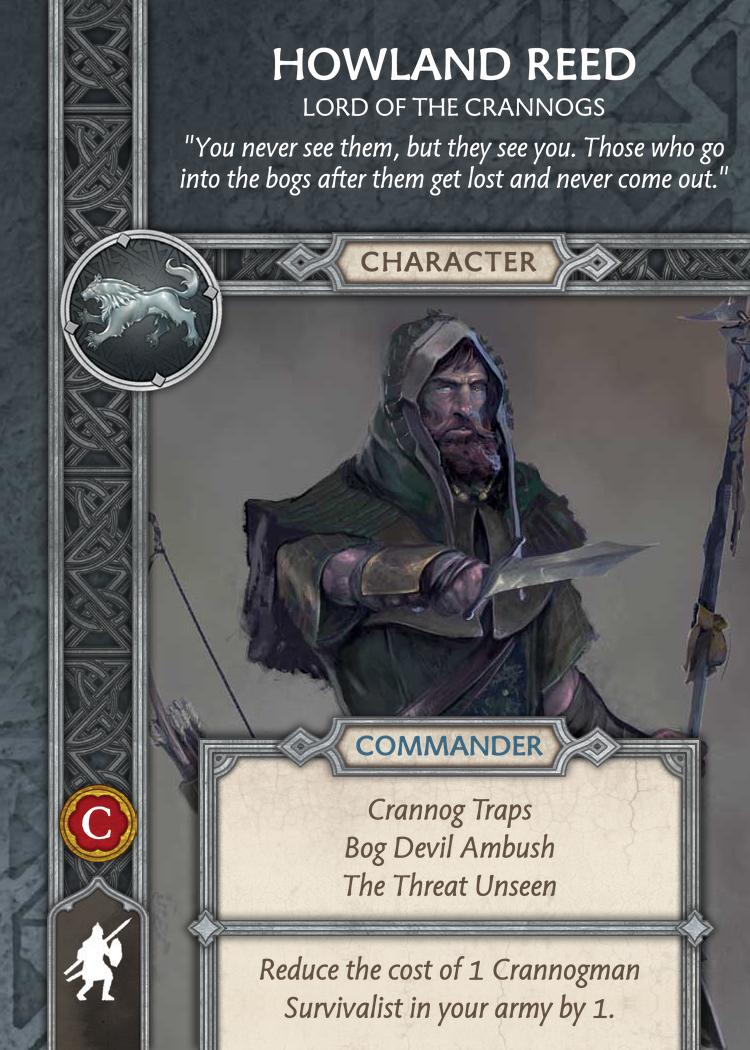 HOWLAND REED
LORD OF THE CRANNOGS
"You never see them, but they see you. Those who go
into the bogs after them get lost and never come out."
CHARACTER
COMMANDER
Crannog Traps
Bog Devil Ambush
The Threat Unseen
C
Reduce the cost of 1 Crannogman
Survivalist in your army by 1.